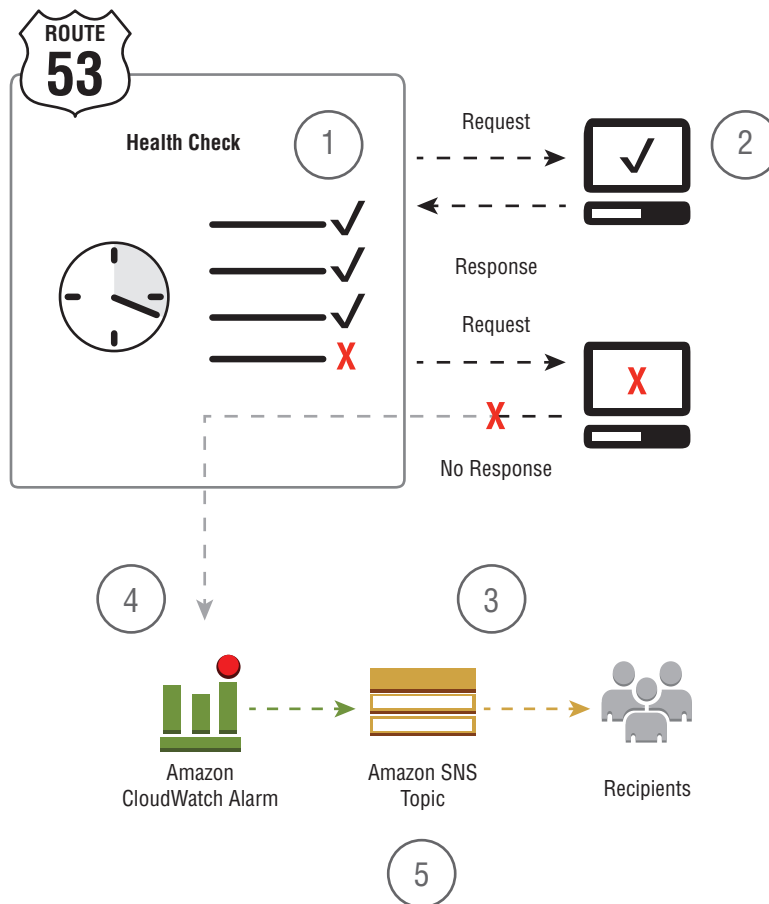 ROUTE
53
Health Check
1
Request
2
Response
Request
X
X
X
No Response
4
3
Amazon
CloudWatch Alarm
Amazon SNS
Topic
Recipients
5